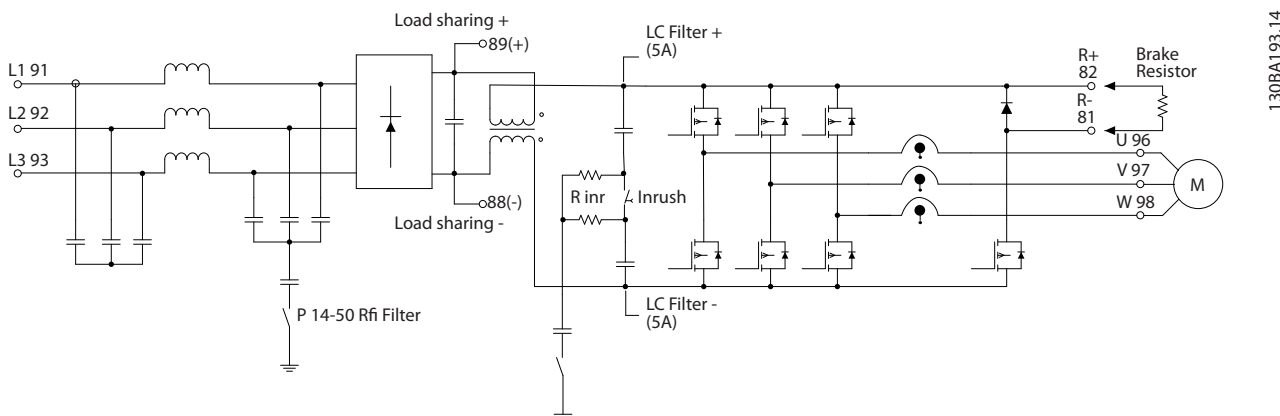 Load sharing +
89(+)
LC Filter +
(5A)
L1 91
L2 92
L3 93
R+
82
R-
81
Brake
Resistor
130BA193.14
U 96
V 97
W 98
M
R inr
Inrush
88(-)
Load sharing -
LC Filter -
(5A)
P 14-50 Rfi Filter